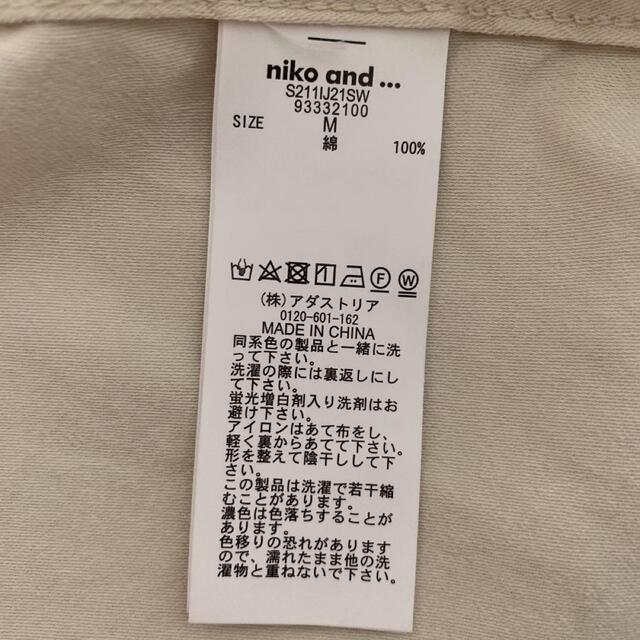 niko and ...
S211IJ21SW
93332100
SIZE M
綿 100%
F W
(株)アダストリア
0120-601-162
MADE IN CHINA
同系色の製品と一緒に洗
って下さい。
洗濯の際には裏返しにし
て下さい。
蛍光増白剤入り洗剤はお
避け下さい。
アイロンはあて布をし、
軽く裏からあてて下さい。
形を整えて陰干しして下
さい。
この製品は洗濯で若干縮
むことがあります。
濃色は色落ちすることが
あります。
色移りの恐れがあります
ので、濡れたまま他の洗
濯物と重ねないで下さい。